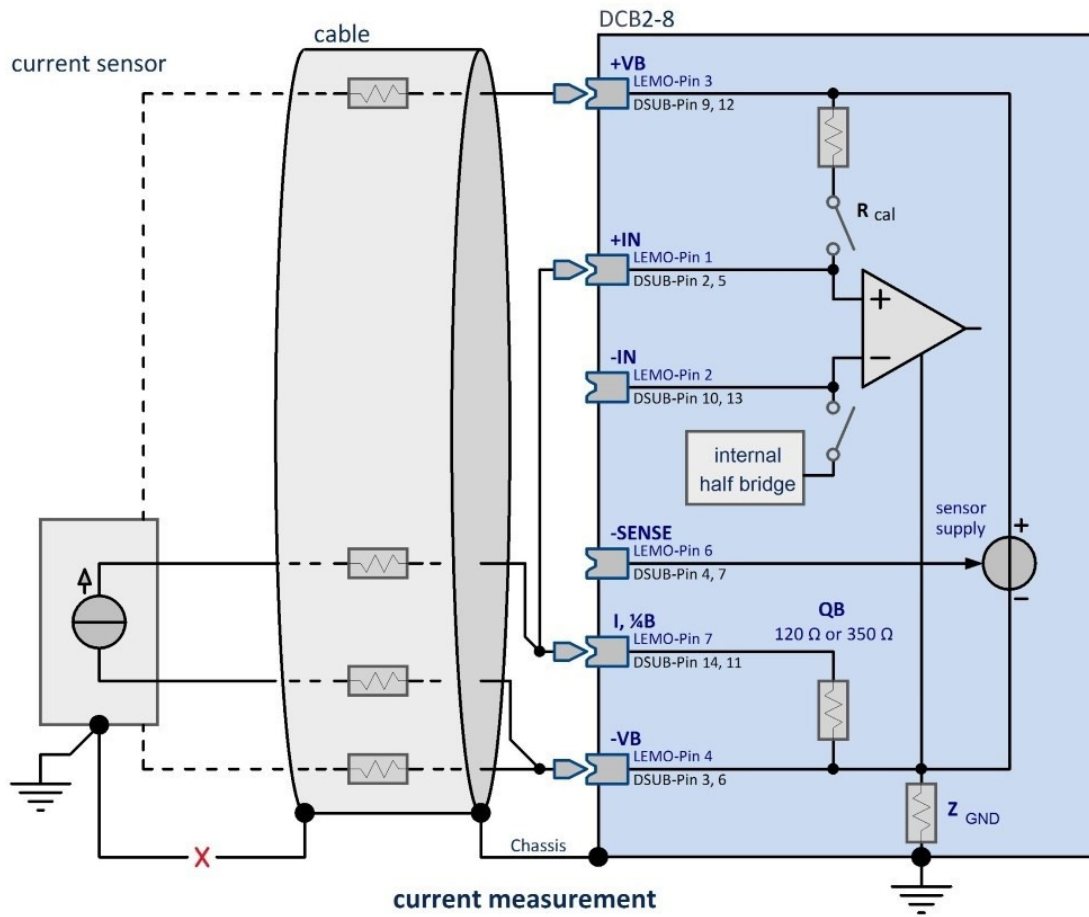 DCB2-8
cable
current sensor
+VB
LEMO-Pin 3
DSUB-Pin 9, 12
R cal
+IN
LEMO-Pin 1
DSUB-Pin 2, 5
+
-IN
LEMO-Pin 2
DSUB-Pin 10, 13
−
internal
half bridge
sensor
supply
-SENSE
LEMO-Pin 6
DSUB-Pin 4, 7
+
−
I, ¼B
LEMO-Pin 7
DSUB-Pin 14, 11
QB
120 Ω or 350 Ω
-VB
LEMO-Pin 4
DSUB-Pin 3, 6
Z GND
X
Chassis
current measurement